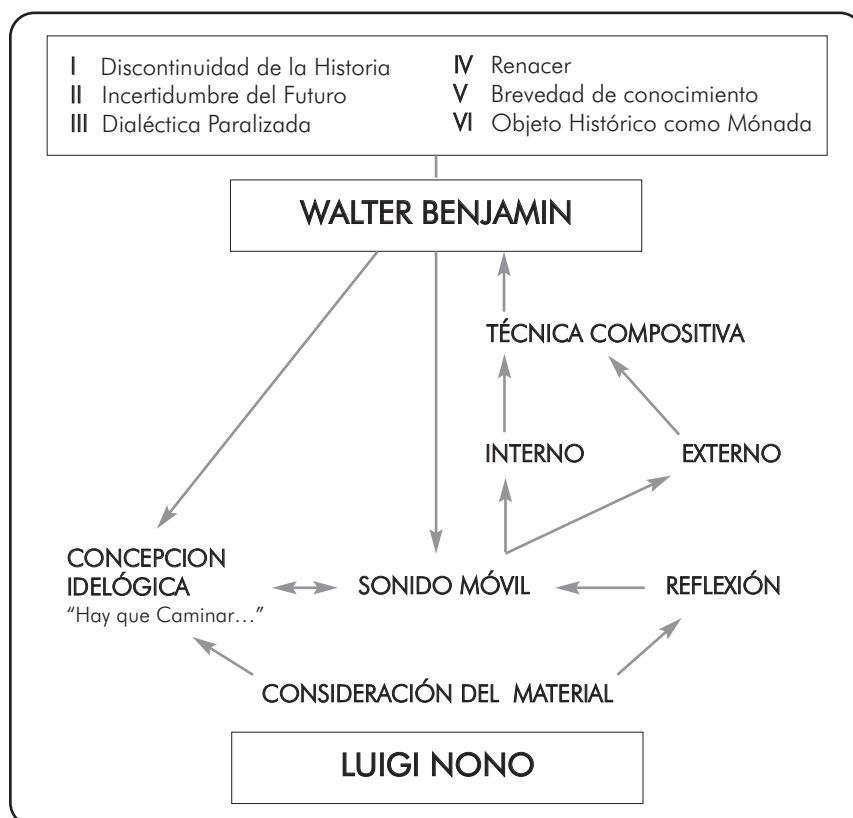 I Discontinuidad de la Historia
II Incertidumbre del Futuro
III Dialéctica Paralizada
IV Renacer
V Brevedad de conocimiento
VI Objeto Histórico como Mónada
WALTER BENJAMIN
TÉCNICA COMPOSITIVA
INTERNO
EXTERNO
CONCEPCION
IDELÓGICA
“Hay que Caminar…”
SONIDO MÓVIL
REFLEXIÓN
CONSIDERACIÓN DEL MATERIAL
LUIGI NONO